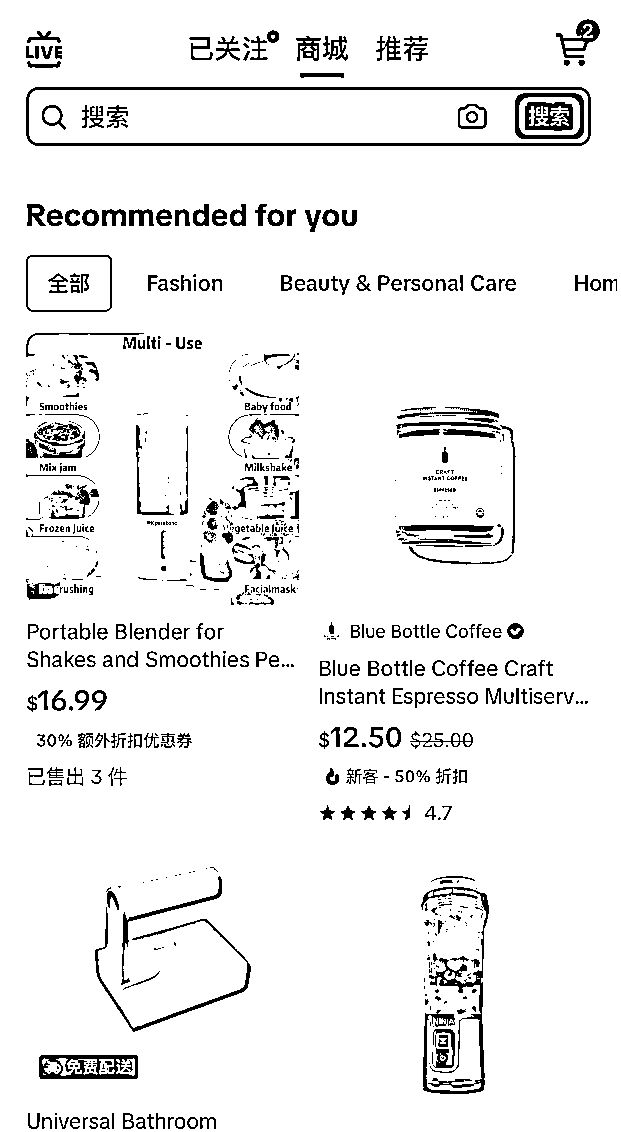 LIVE
已关注 商城 推荐
2
搜索
搜索
Recommended for you
全部 Fashion Beauty & Personal Care Hom
Multi - Use
Smoothies
Baby food
Mix jam
Milkshake
Frozen Juice
getable Juice
rushing
Facialmask
CRAFT
INSTANT COFFEE
ESPRESSO
Portable Blender for
Shakes and Smoothies Pe...
$16.99
30% 额外折扣优惠券
已售出 3 件
Blue Bottle Coffee
Blue Bottle Coffee Craft
Instant Espresso Multiserv...
$12.50 $25.00
新客 - 50% 折扣
4.7
免费配送
NINJA
Universal Bathroom